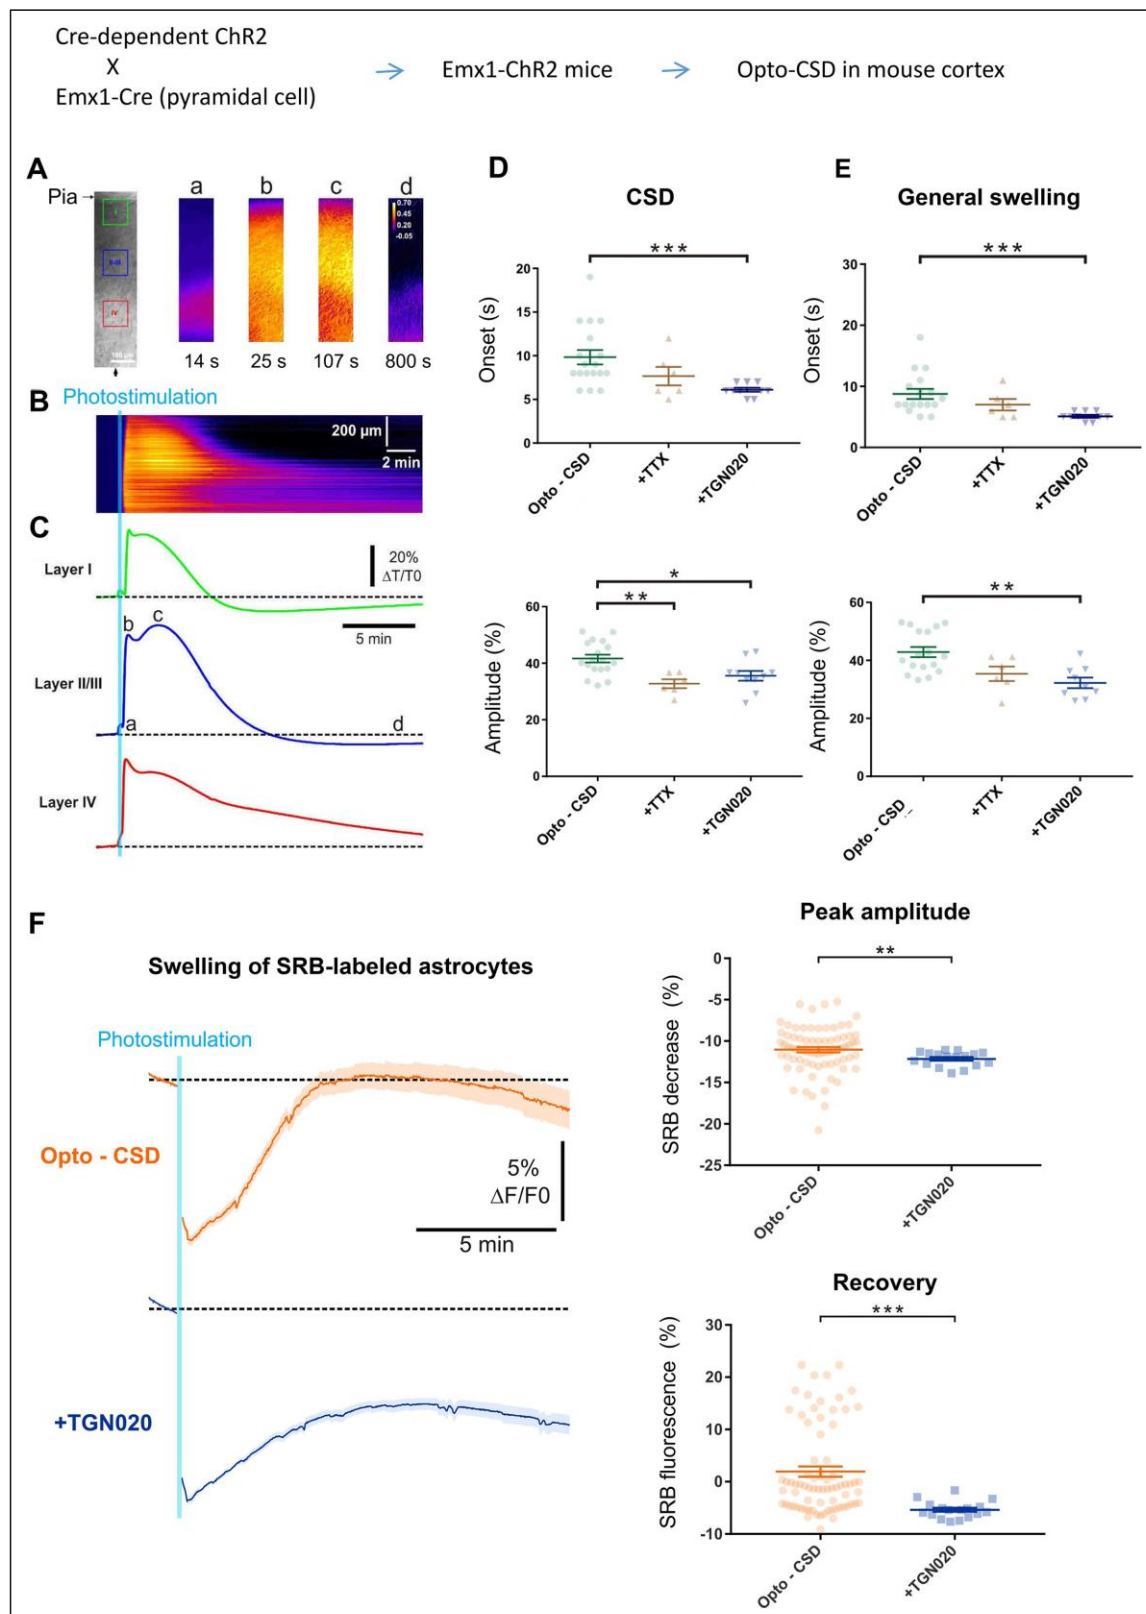 Cre-dependent ChR2
X
Emx1-Cre (pyramidal cell)
Emx1-ChR2 mice
Opto-CSD in mouse cortex
A
Pia
I
II-III
IV
100 µm
a
b
c
d
0.70
0.45
0.20
-0.05
14 s
25 s
107 s
800 s
B
Photostimulation
200 µm
2 min
C
Layer I
20%
ΔT/T0
5 min
Layer II/III
b
c
a
d
Layer IV
D
CSD
***
Onset (s)
20
15
10
5
0
Opto - CSD
+TTX
+TGN020
*
**
Amplitude (%)
60
40
20
0
Opto - CSD
+TTX
+TGN020
E
General swelling
***
Onset (s)
30
20
10
0
Opto - CSD
+TTX
+TGN020
**
Amplitude (%)
60
40
20
0
Opto - CSD
+TTX
+TGN020
F
Swelling of SRB-labeled astrocytes
Photostimulation
Opto - CSD
5%
ΔF/F0
5 min
+TGN020
Peak amplitude
**
SRB decrease (%)
0
-5
-10
-15
-20
-25
Opto - CSD
+TGN020
Recovery
***
SRB fluorescence (%)
30
20
10
0
-10
Opto - CSD
+TGN020